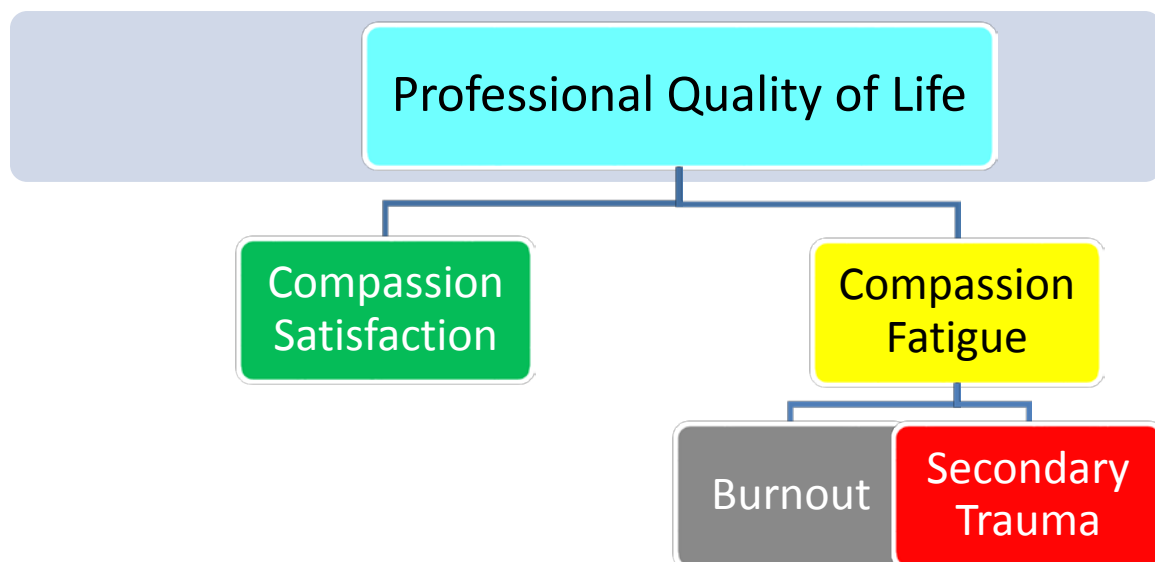 Professional Quality of Life
Compassion
Satisfaction
Compassion
Fatigue
Burnout
Secondary
Trauma